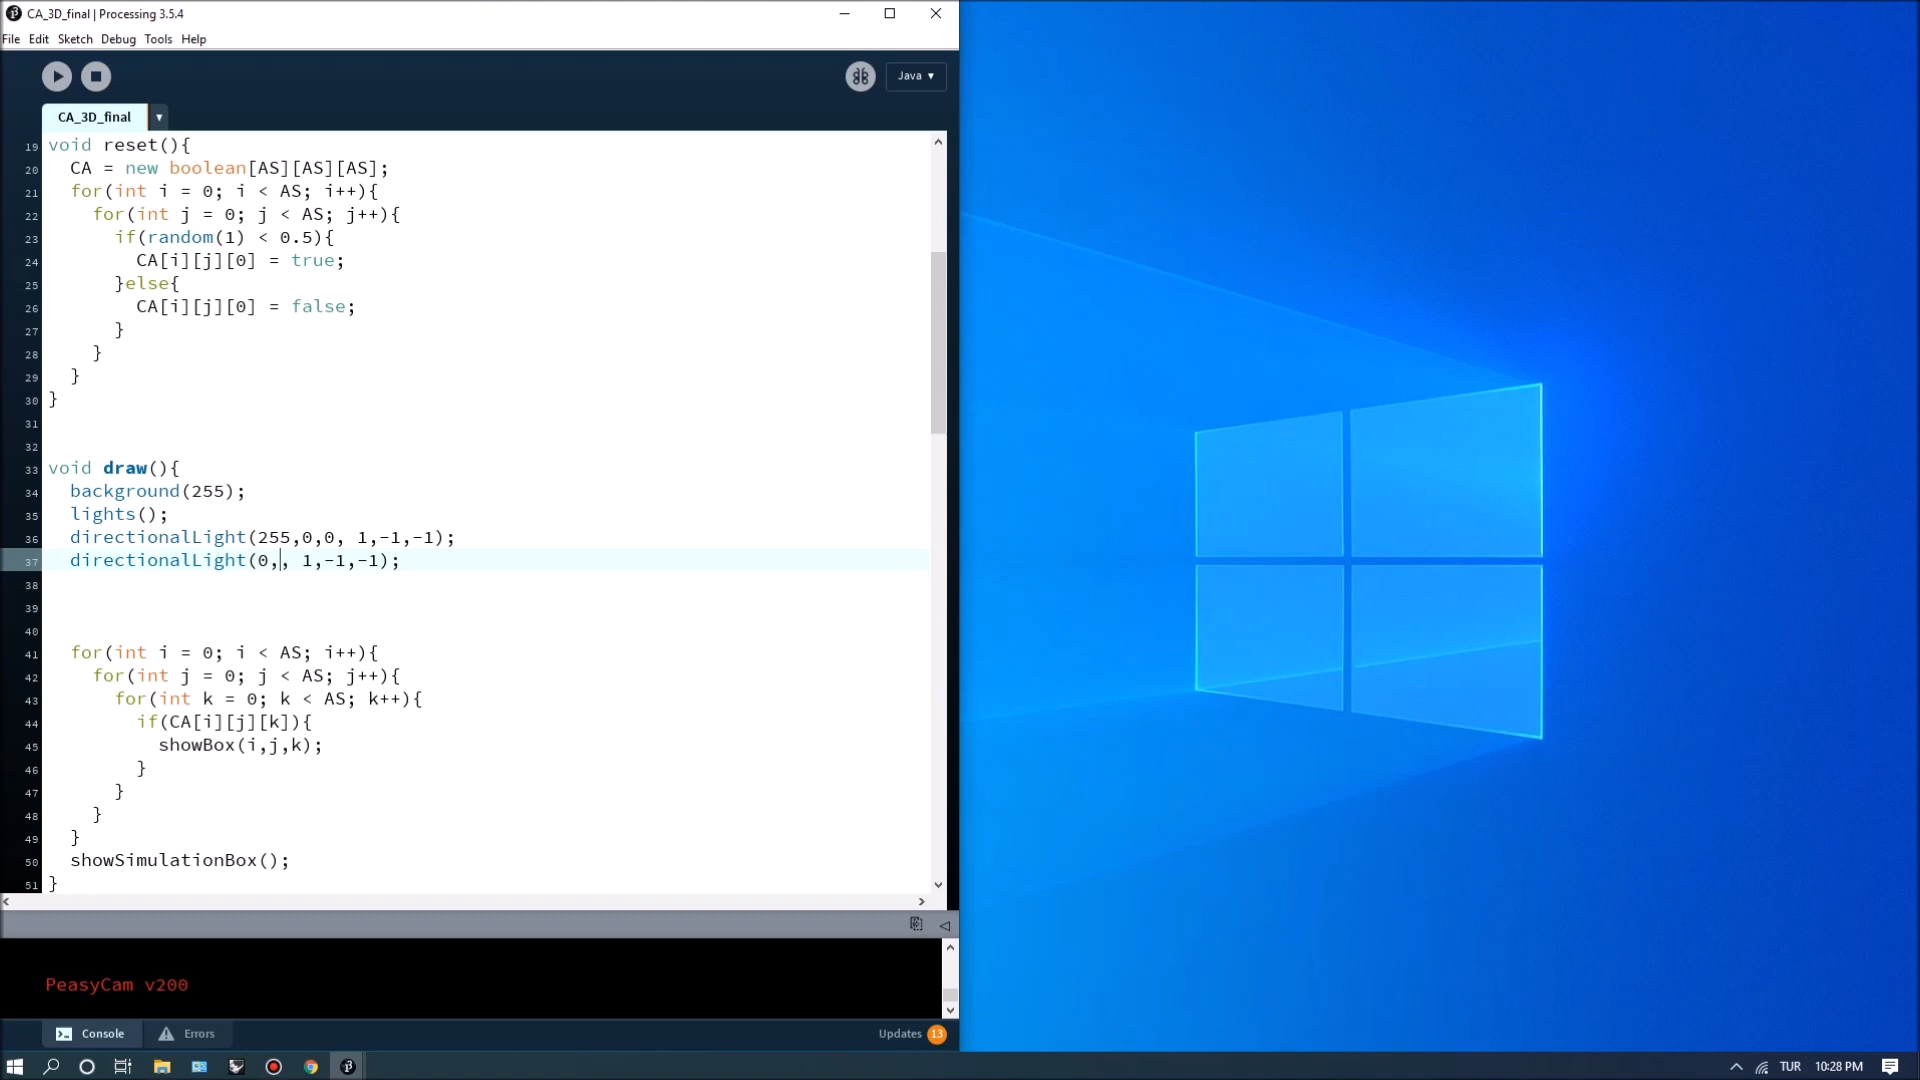 CA_3D_final | Processing 3.5.4
File Edit Sketch Debug Tools Help
Java ▾
CA_3D_final ▾
19 void reset(){
20 CA = new boolean[AS][AS][AS];
21 for(int i = 0; i < AS; i++){
22 for(int j = 0; j < AS; j++){
23 if(random(1) < 0.5){
24 CA[i][j][0] = true;
25 }else{
26 CA[i][j][0] = false;
27 }
28 }
29 }
30 }
31
32
33 void draw(){
34 background(255);
35 lights();
36 directionalLight(255,0,0, 1,-1,-1);
37 directionalLight(0,, 1,-1,-1);
38
39
40
41 for(int i = 0; i < AS; i++){
42 for(int j = 0; j < AS; j++){
43 for(int k = 0; k < AS; k++){
44 if(CA[i][j][k]){
45 showBox(i,j,k);
46 }
47 }
48 }
49 }
50 showSimulationBox();
51 }
PeasyCam v200
Console Errors Updates 13
TUR 10:28 PM